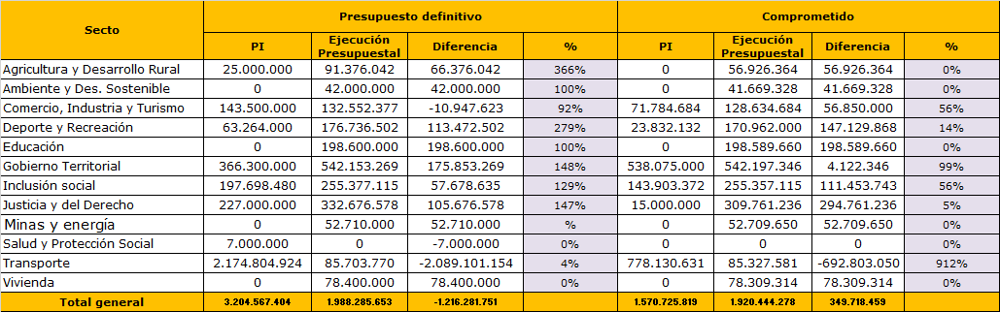 Secto Presupuesto definitivo Comprometido
PI Ejecución Presupuestal Diferencia % PI Ejecución Presupuestal Diferencia %
Agricultura y Desarrollo Rural 25.000.000 91.376.042 66.376.042 366% 0 56.926.364 56.926.364 0%
Ambiente y Des. Sostenible 0 42.000.000 42.000.000 100% 0 41.669.328 41.669.328 0%
Comercio, Industria y Turismo 143.500.000 132.552.377 -10.947.623 92% 71.784.684 128.634.684 56.850.000 56%
Deporte y Recreación 63.264.000 176.736.502 113.472.502 279% 23.832.132 170.962.000 147.129.868 14%
Educación 0 198.600.000 198.600.000 100% 0 198.589.660 198.589.660 0%
Gobierno Territorial 366.300.000 542.153.269 175.853.269 148% 538.075.000 542.197.346 4.122.346 99%
Inclusión social 197.698.480 255.377.115 57.678.635 129% 143.903.372 255.357.115 111.453.743 56%
Justicia y del Derecho 227.000.000 332.676.578 105.676.578 147% 15.000.000 309.761.236 294.761.236 5%
Minas y energía 0 52.710.000 52.710.000 % 0 52.709.650 52.709.650 0%
Salud y Protección Social 7.000.000 0 -7.000.000 0% 0 0 0 0%
Transporte 2.174.804.924 85.703.770 -2.089.101.154 4% 778.130.631 85.327.581 -692.803.050 912%
Vivienda 0 78.400.000 78.400.000 0% 0 78.309.314 78.309.314 0%
Total general 3.204.567.404 1.988.285.653 -1.216.281.751 1.570.725.819 1.920.444.278 349.718.459